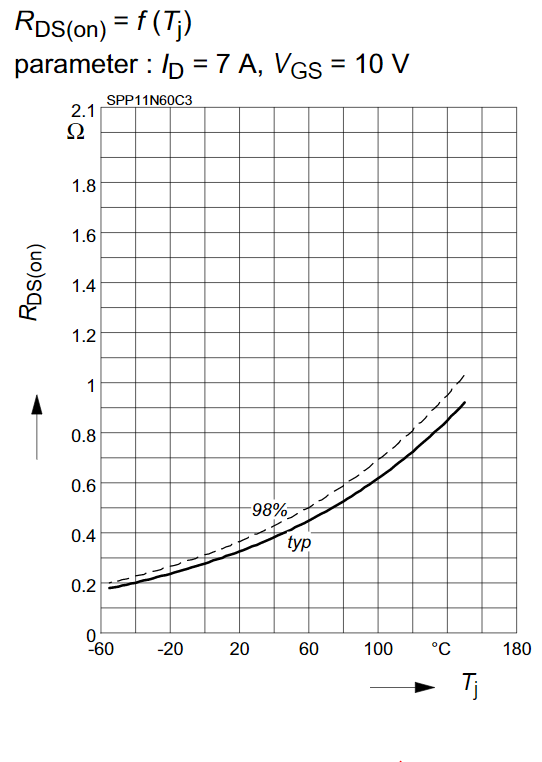 RDS(on) = f (Tj)
parameter : ID = 7 A, VGS = 10 V
SPP11N60C3
2.1
Ω
1.8
1.6
1.4
1.2
1
0.8
0.6
0.4
0.2
0
RDS(on)
98%
typ
-60 -20 20 60 100 °C 180
Tj